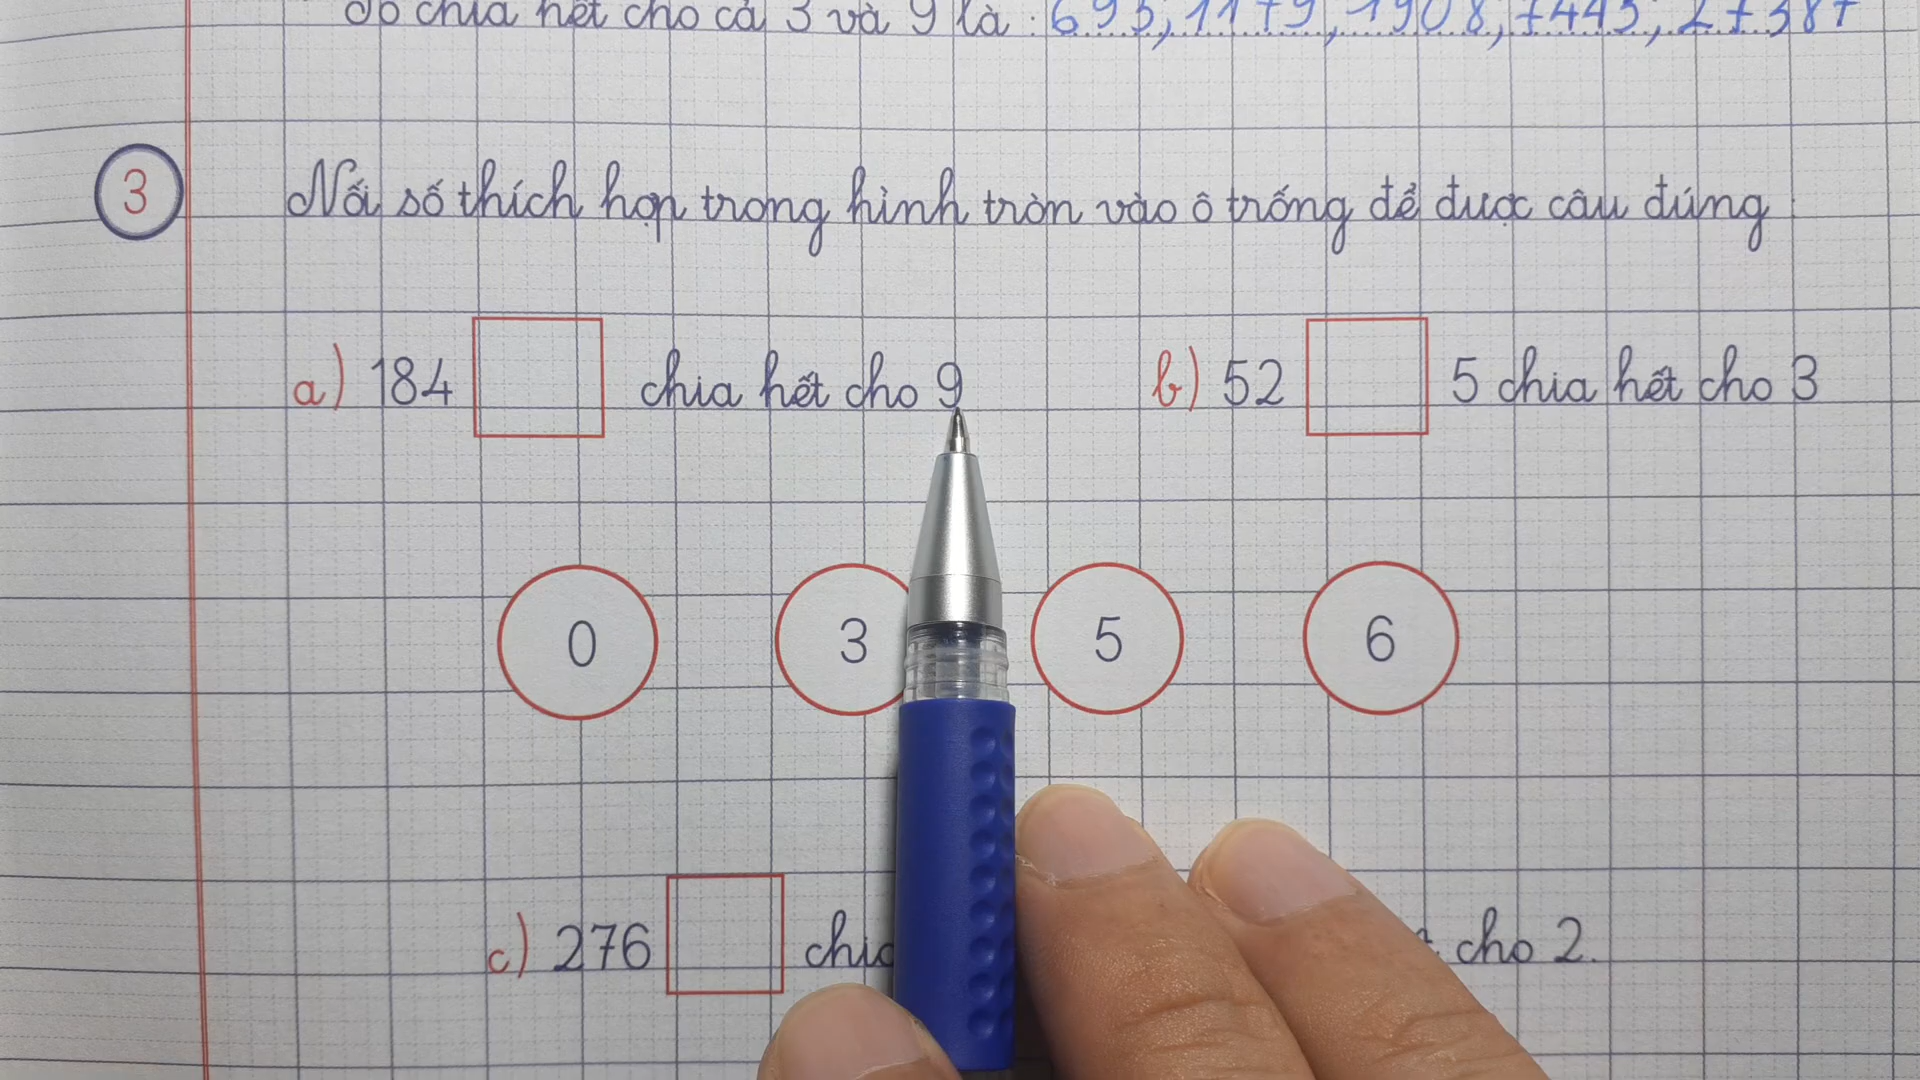 đó chia hết cho cả 3 và 9 là : 693, 1179, 1908, 7443, 27387
3 Nối số thích hợp trong hình tròn vào ô trống để được câu đúng
a) 184 chia hết cho 9 b) 52 5 chia hết cho 3
0 3 5 6
c) 276 cho 2.